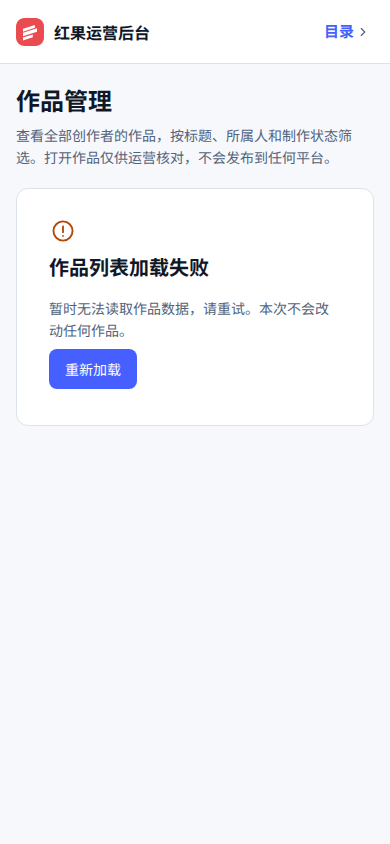 红果运营后台
目录
作品管理
查看全部创作者的作品，按标题、所属人和制作状态筛
选。打开作品仅供运营核对，不会发布到任何平台。
作品列表加载失败
暂时无法读取作品数据，请重试。本次不会改
动任何作品。
重新加载